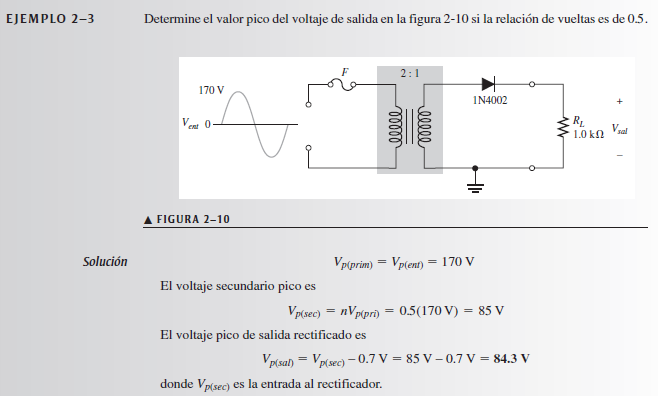 EJEMPLO 2–3
Determine el valor pico del voltaje de salida en la figura 2-10 si la relación de vueltas es de 0.5.
F
2 : 1
170 V
1N4002
+
V_ent 0
R_L
1.0 kΩ
V_sal
–
▲ FIGURA 2–10
Solución
V_p(prim) = V_p(ent) = 170 V
El voltaje secundario pico es
V_p(sec) = nV_p(pri) = 0.5(170 V) = 85 V
El voltaje pico de salida rectificado es
V_p(sal) = V_p(sec) – 0.7 V = 85 V – 0.7 V = 84.3 V
donde V_p(sec) es la entrada al rectificador.